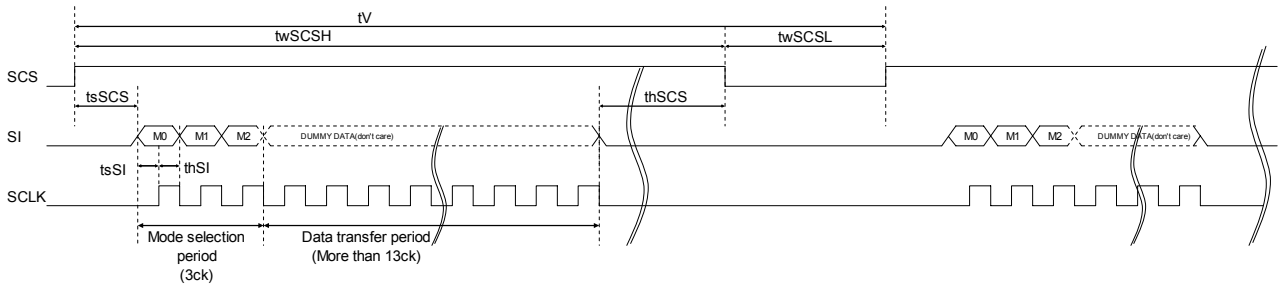 tV
twSCSH
twSCSL
SCS
tsSCS
thSCS
SI
M0
M1
M2
DUMMY DATA(don't care)
M0
M1
M2
DUMMY DATA(don't care)
tsSI
thSI
SCLK
Mode selection
period
(3ck)
Data transfer period
(More than 13ck)